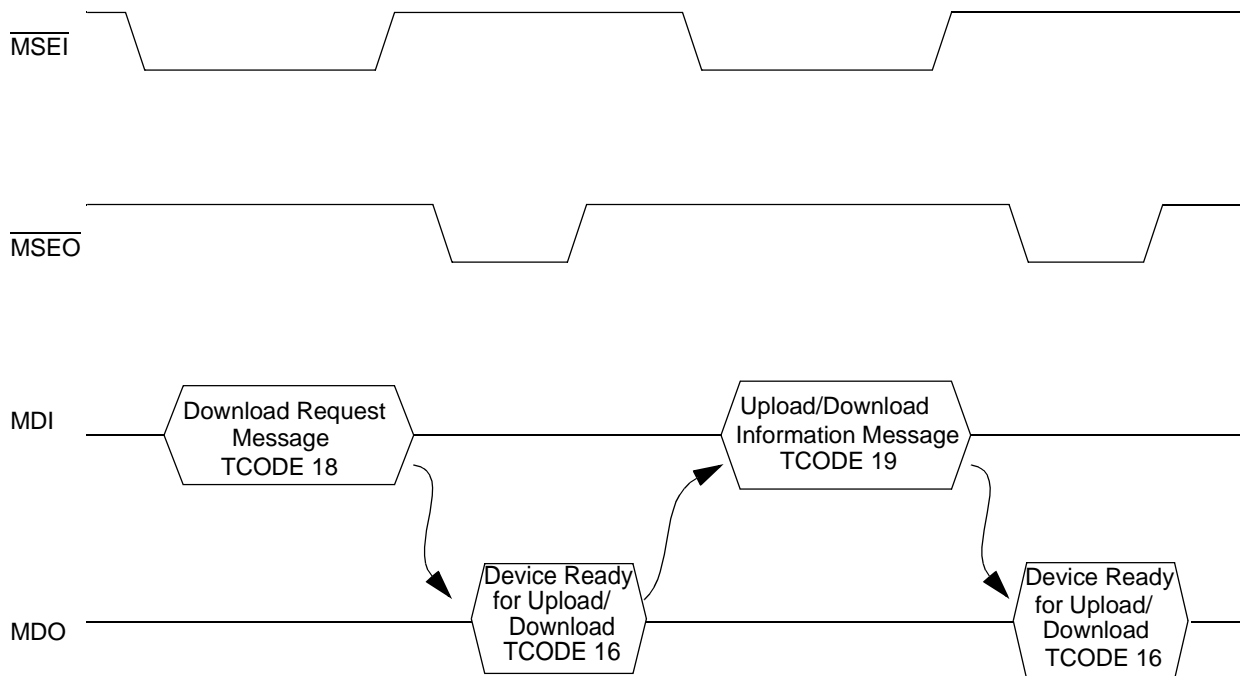 MSEI
MSEO
MDI
Download Request
Message
TCODE 18
Upload/Download
Information Message
TCODE 19
MDO
Device Ready
for Upload/
Download
TCODE 16
Device Ready
for Upload/
Download
TCODE 16